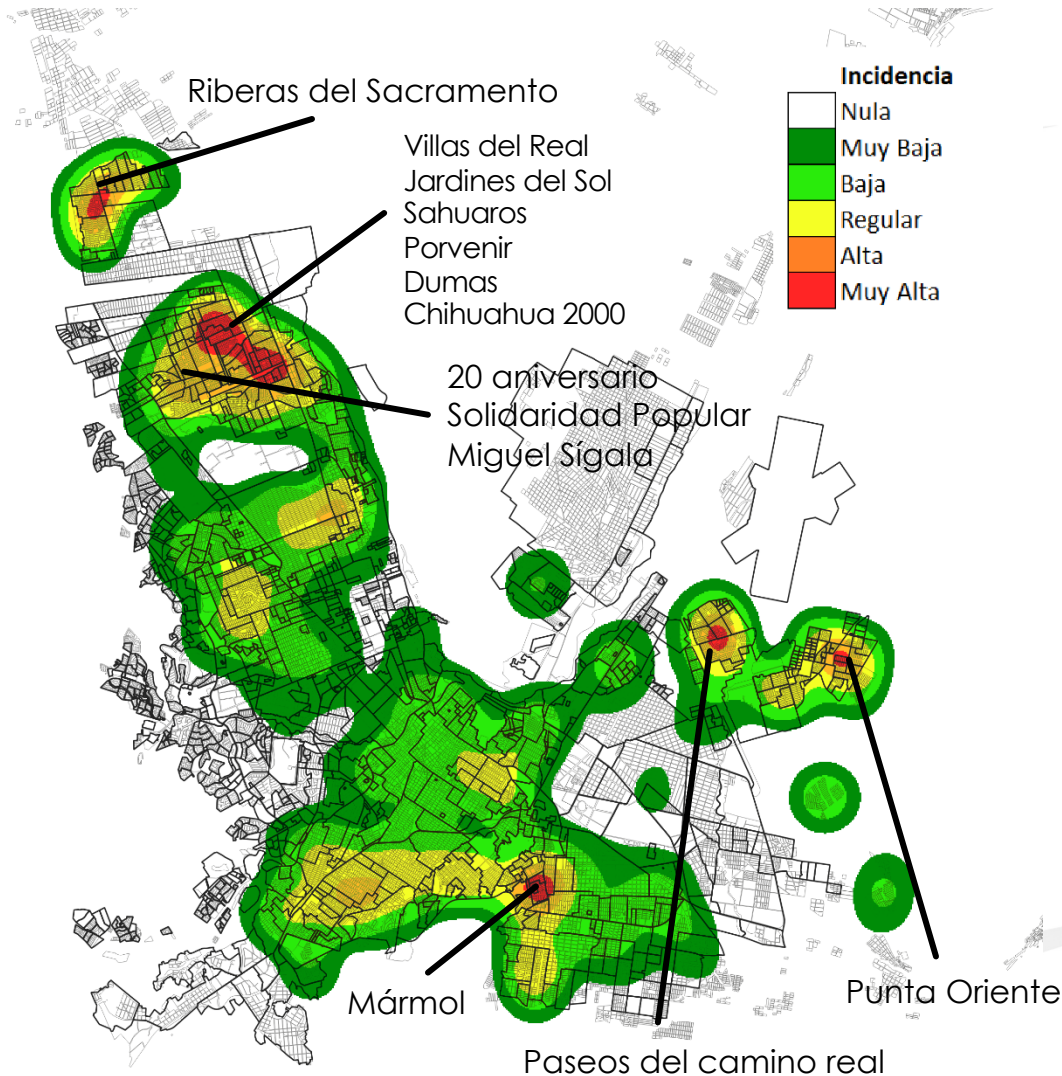 Riberas del Sacramento
Villas del Real
Jardines del Sol
Sahuaros
Porvenir
Dumas
Chihuahua 2000
20 aniversario
Solidaridad Popular
Miguel Sígala
Incidencia
Nula
Muy Baja
Baja
Regular
Alta
Muy Alta
Mármol
Punta Oriente
Paseos del camino real